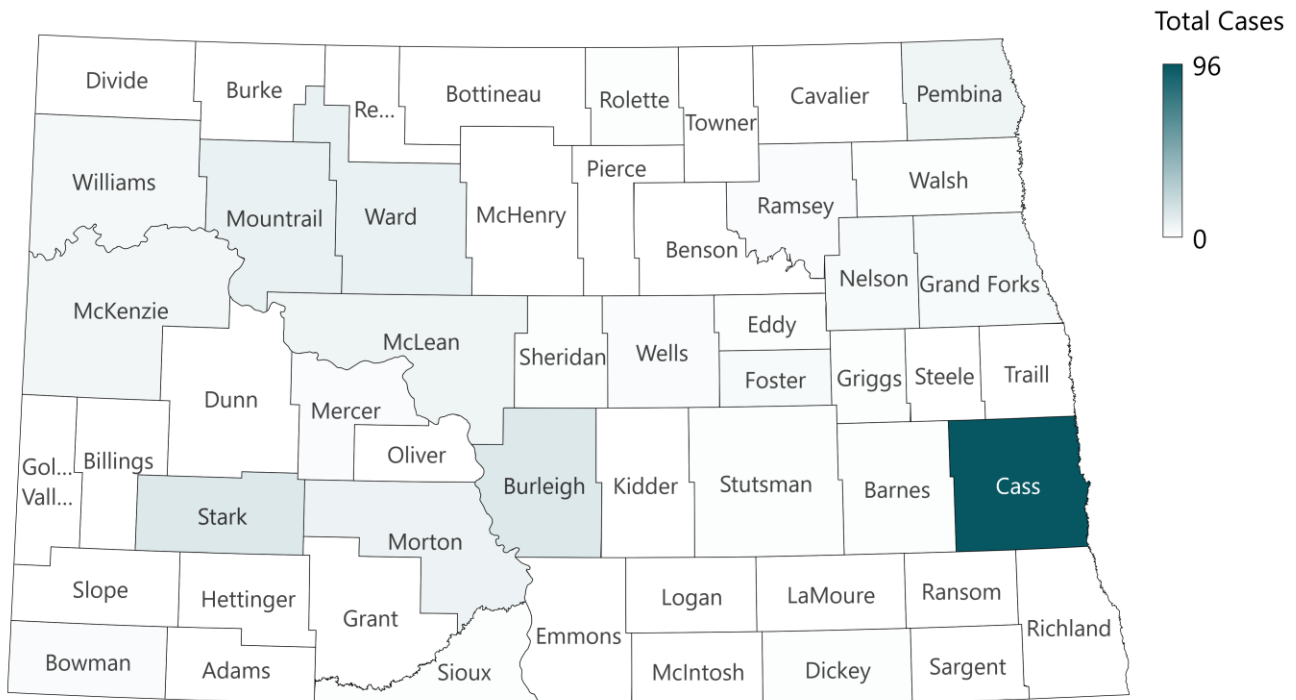 Total Cases
96
0
Divide
Burke
Re...
Bottineau
Rolette
Towner
Cavalier
Pembina
Williams
Mountrail
Ward
McHenry
Pierce
Benson
Ramsey
Walsh
Nelson
Grand Forks
McKenzie
McLean
Sheridan
Wells
Eddy
Foster
Griggs
Steele
Traill
Dunn
Mercer
Oliver
Gol...
Vall...
Billings
Stark
Morton
Burleigh
Kidder
Stutsman
Barnes
Cass
Slope
Hettinger
Grant
Sioux
Emmons
Logan
LaMoure
Ransom
Richland
Bowman
Adams
McIntosh
Dickey
Sargent